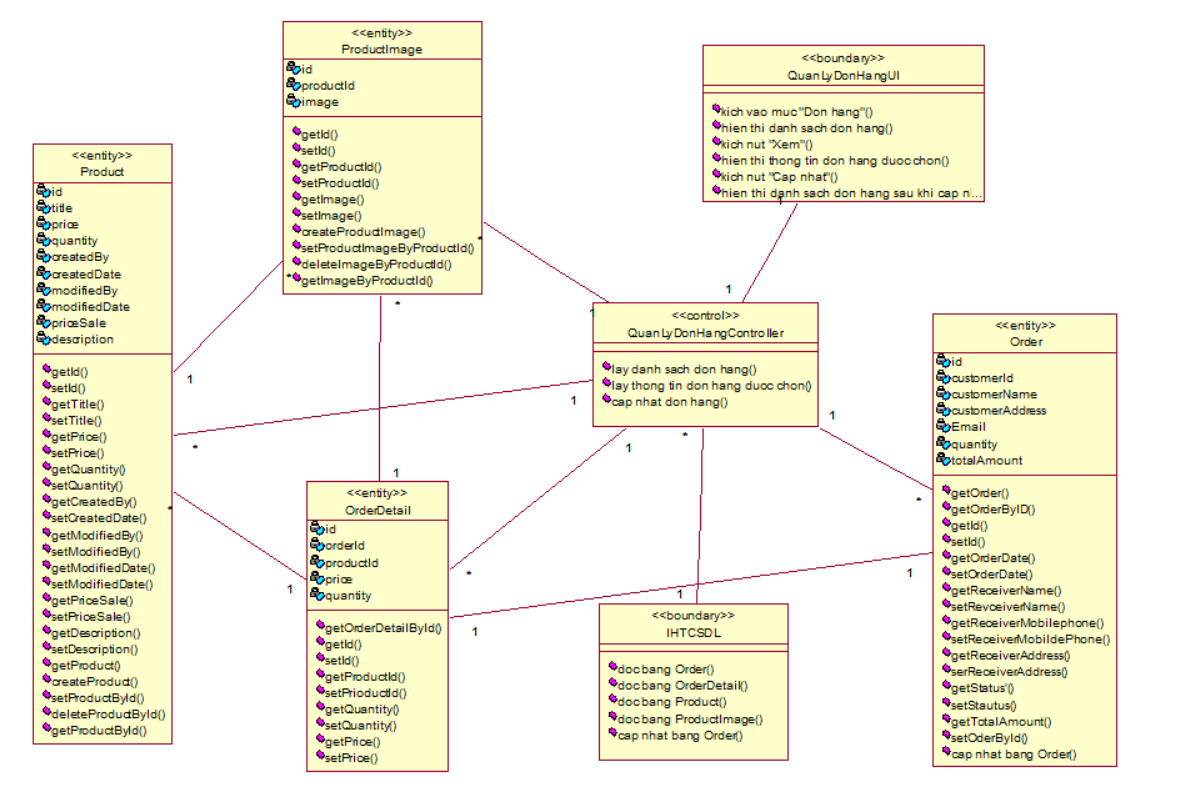 <<entity>>
ProductImage
id
productId
image
getId()
setId()
getProductId()
setProductId()
getImage()
setImage()
createProductImage()
setProductImageByProductId()
deleteImageByProductId()
getImageByProductId()
*
*
*
<<boundary>>
QuanLyDonHangUI
kich vao muc "Don hang"()
hien thi danh sach don hang()
kich nut "Xem"()
hien thi thong tin don hang duoc chon()
kich nut "Cap nhat"()
hien thi danh sach don hang sau khi cap n...
1
1
<<entity>>
Product
id
title
price
quantity
createdBy
createdDate
modifiedBy
modifiedDate
priceSale
description
getId()
setId()
getTitle()
setTitle()
getPrice()
setPrice()
getQuantity()
setQuantity()
getCreatedBy()
setCreatedDate()
getModifiedBy()
setModifiedBy()
getModifiedDate()
setModifiedDate()
getPriceSale()
setPriceSale()
getDescription()
setDescription()
getProduct()
createProduct()
setProductById()
deleteProductById()
getProductById()
1
*
*
<<control>>
QuanLyDonHangController
lay danh sach don hang()
lay thong tin don hang duoc chon()
cap nhat don hang()
1
1
1
*
1
<<entity>>
OrderDetail
id
orderId
productId
price
quantity
getOrderDetailById()
getId()
setId()
getProductId()
setPrioductId()
getQuantity()
setQuantity()
getPrice()
setPrice()
1
1
*
1
<<boundary>>
IHTCSDL
doc bang Order()
doc bang OrderDetail()
doc bang Product()
doc bang ProductImage()
cap nhat bang Order()
1
<<entity>>
Order
id
customerId
customerName
customerAddress
Email
quantity
totalAmount
getOrder()
getOrderByID()
getId()
setId()
getOrderDate()
setOrderDate()
getReceiverName()
setRevceiverName()
getReceiverMobilephone()
setReceiverMobildePhone()
getReceiverAddress()
serReceiverAddress()
getStatus'()
setStautus()
getTotalAmount()
setOderById()
cap nhat bang Order()
*
1